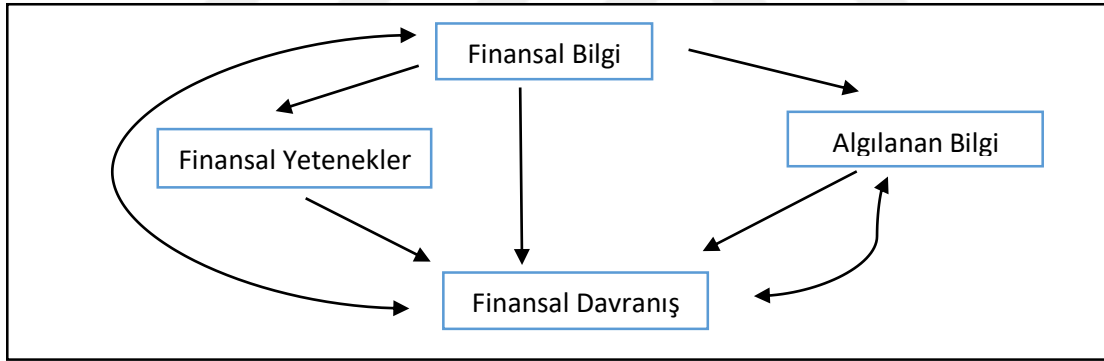 Finansal Bilgi
Algılanan Bilgi
Finansal Yetenekler
Finansal Davranış